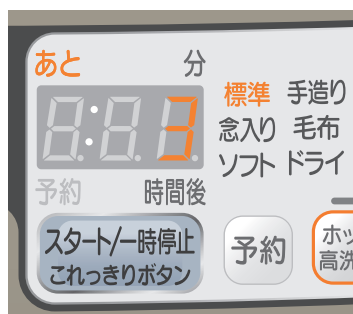 あと 分
3
予約 時間後
標準 手造り
念入り 毛布
ソフト ドライ
スタート/一時停止
これっきりボタン
予約
ホッ
高洗